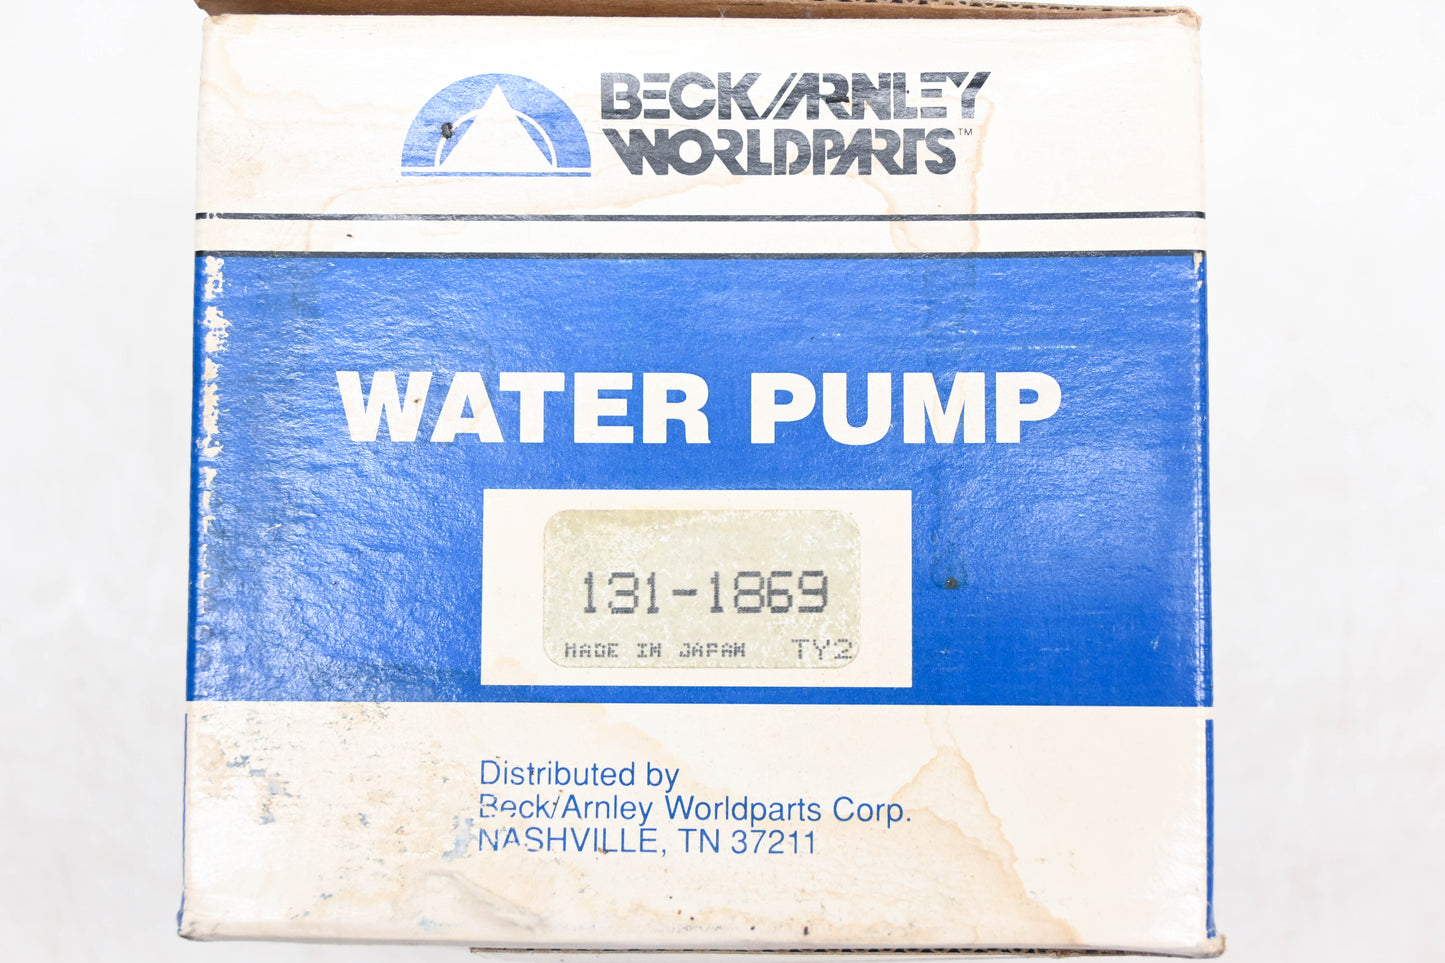 BECK/ARNLEY
WORLDPARTS™
WATER PUMP
131-1869
MADE IN JAPAN TY2
Distributed by
Beck/Arnley Worldparts Corp.
NASHVILLE, TN 37211